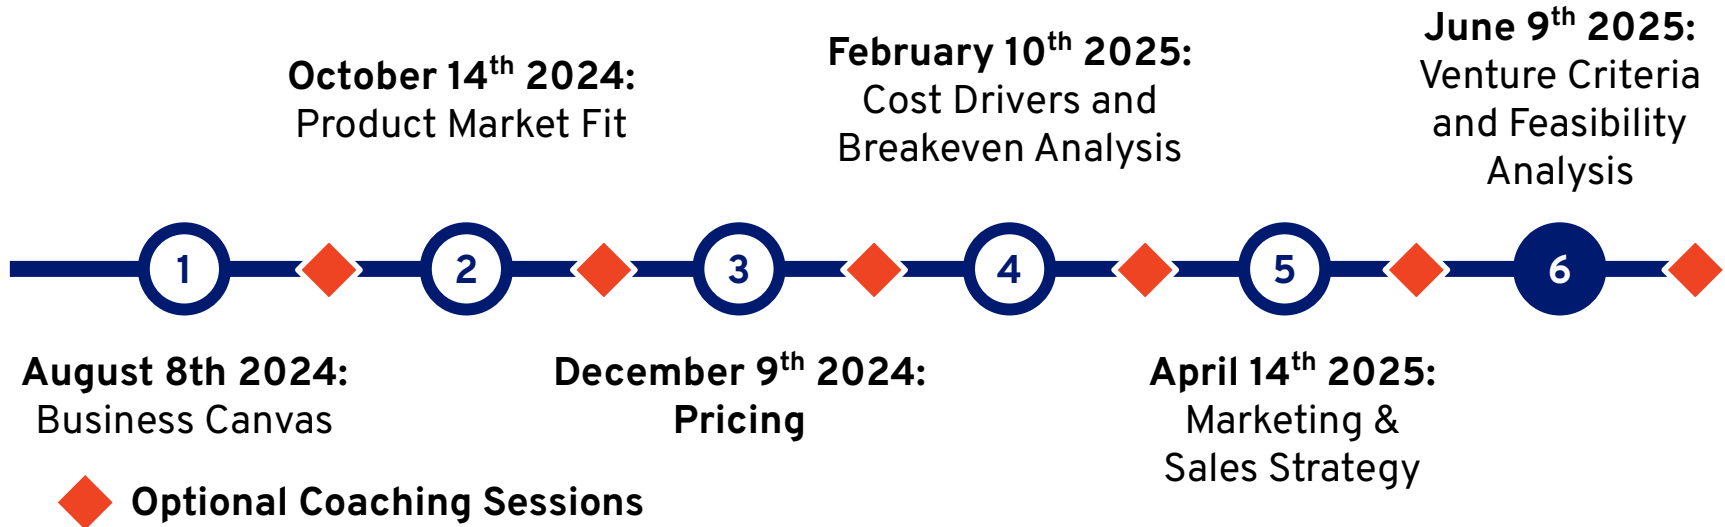 October 14th 2024:
Product Market Fit
February 10th 2025:
Cost Drivers and
Breakeven Analysis
June 9th 2025:
Venture Criteria
and Feasibility
Analysis
1
2
3
4
5
6
August 8th 2024:
Business Canvas
December 9th 2024:
Pricing
April 14th 2025:
Marketing &
Sales Strategy
Optional Coaching Sessions